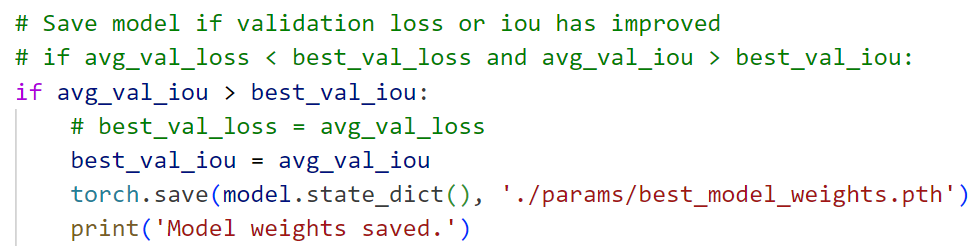 # Save model if validation loss or iou has improved
# if avg_val_loss < best_val_loss and avg_val_iou > best_val_iou:
if avg_val_iou > best_val_iou:
    # best_val_loss = avg_val_loss
    best_val_iou = avg_val_iou
    torch.save(model.state_dict(), './params/best_model_weights.pth')
    print('Model weights saved.')